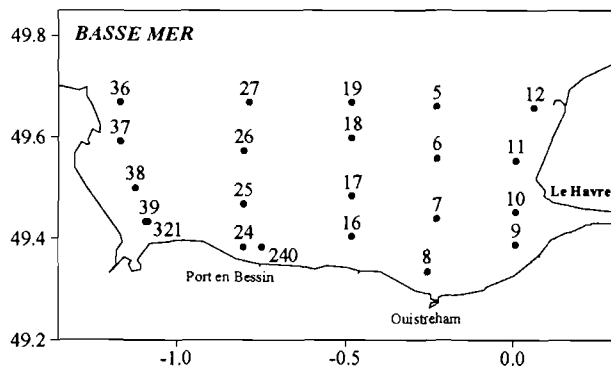 49.8
BASSE MER
36 27 19 5 12
49.6
37 26 18 6 11
38 25 17 7 10
Le Havre
39 321 24 240 16 8 9
49.4
Port en Bessin
Ouistreham
49.2
-1.0 -0.5 0.0